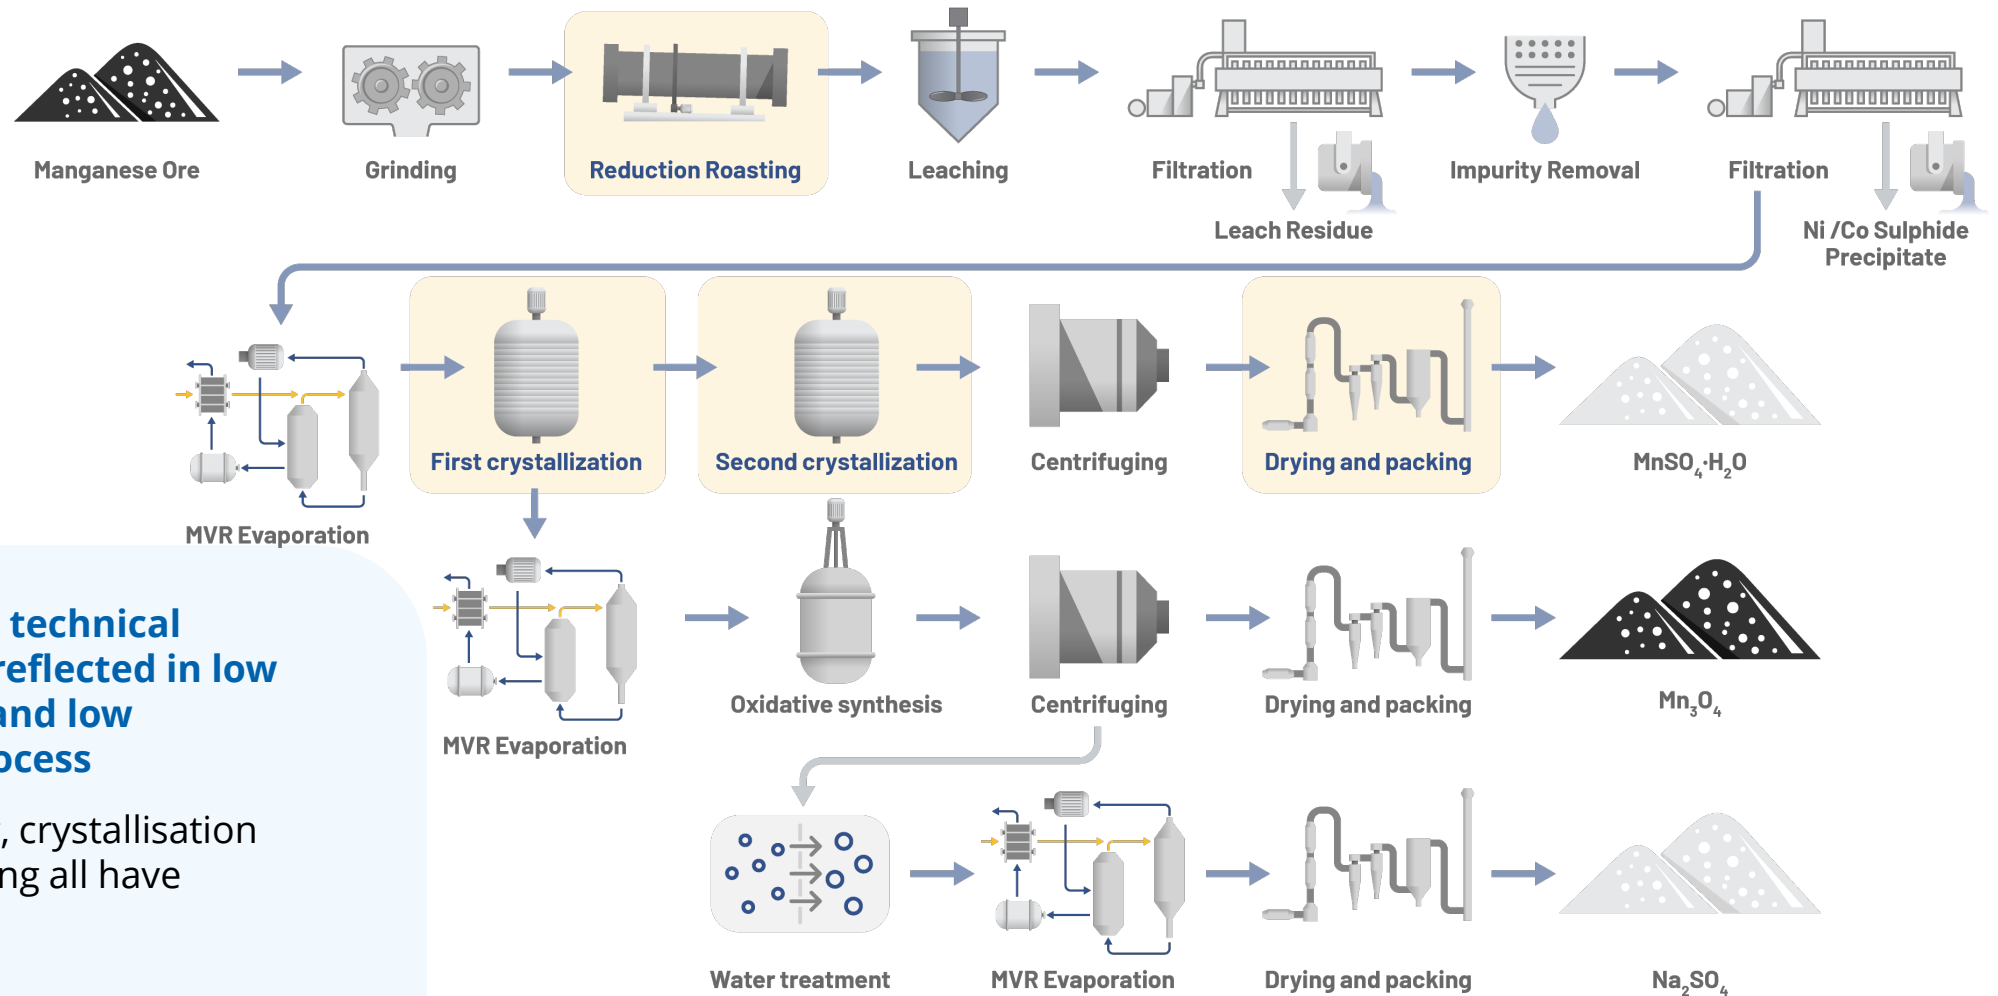 Manganese Ore
Grinding
Reduction Roasting
Leaching
Filtration
Impurity Removal
Filtration
Leach Residue
Ni /Co Sulphide
Precipitate
MVR Evaporation
First crystallization
Second crystallization
Centrifuging
Drying and packing
MnSO₄·H₂O
MVR Evaporation
Oxidative synthesis
Centrifuging
Drying and packing
Mn₃O₄
technical
reflected in low
and low
ocess
, crystallisation
ng all have
Water treatment
MVR Evaporation
Drying and packing
Na₂SO₄